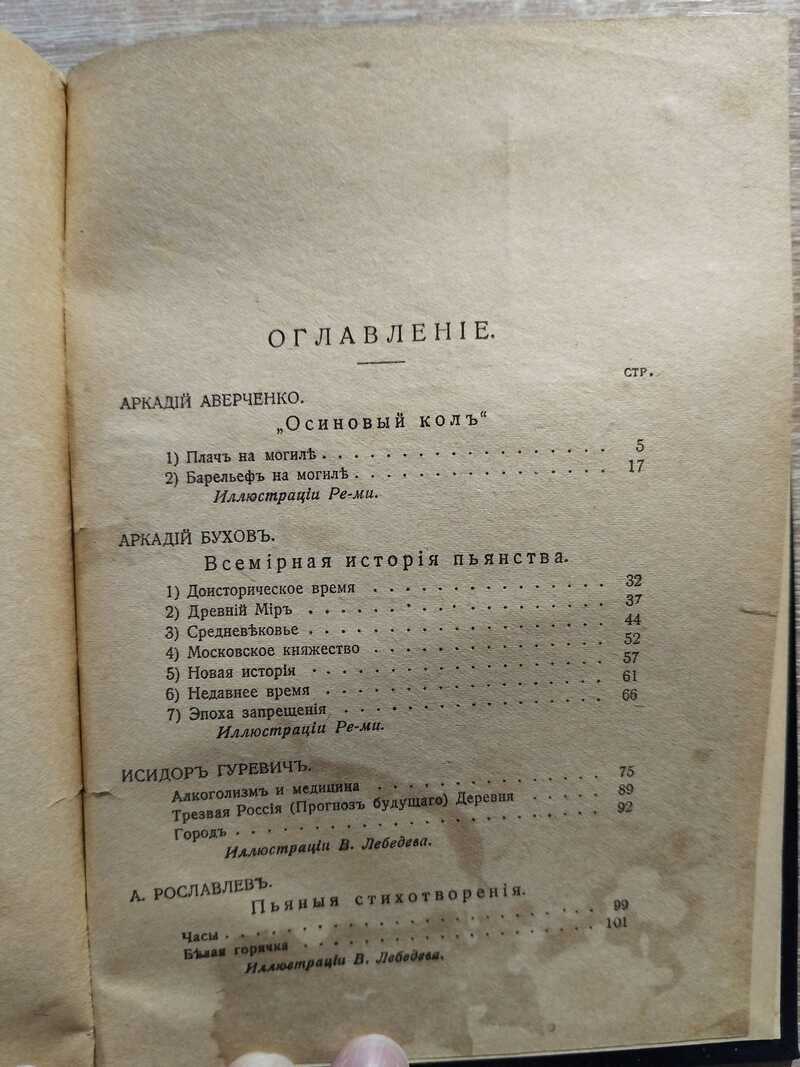 ОГЛАВЛЕНІЕ.
СТР.
АРКАДІЙ АВЕРЧЕНКО.
„Осиновый колъ“
1) Плачъ на могилѣ . . . . . . . . . . . . . . . . . . 5
2) Барельефъ на могилѣ . . . . . . . . . . . . . . . . 17
Иллюстраціи Ре-ми.
АРКАДІЙ БУХОВЪ.
Всемірная исторія пьянства.
1) Доисторическое время . . . . . . . . . . . . . . 32
2) Древній Міръ . . . . . . . . . . . . . . . . . 37
3) Средневѣковье . . . . . . . . . . . . . . . . . 44
4) Московское княжество . . . . . . . . . . . . . . 52
5) Новая исторія . . . . . . . . . . . . . . . . . 57
6) Недавнее время . . . . . . . . . . . . . . . . 61
7) Эпоха запрещенія . . . . . . . . . . . . . . . 66
Иллюстраціи Ре-ми.
ИСИДОРЪ ГУРЕВИЧЪ.
Алкоголизмъ и медицина . . . . . . . . . . . . . . 75
Трезвая Россія (Прогнозъ будущаго) Деревня . . . . . 89
Городъ . . . . . . . . . . . . . . . . . . . . . 92
Иллюстраціи В. Лебедева.
А. РОСЛАВЛЕВЪ.
Пьяныя стихотворенія.
Часы . . . . . . . . . . . . . . . . . . . . . . 99
Бѣлая горячка . . . . . . . . . . . . . . . . . . 101
Иллюстраціи В. Лебедева.